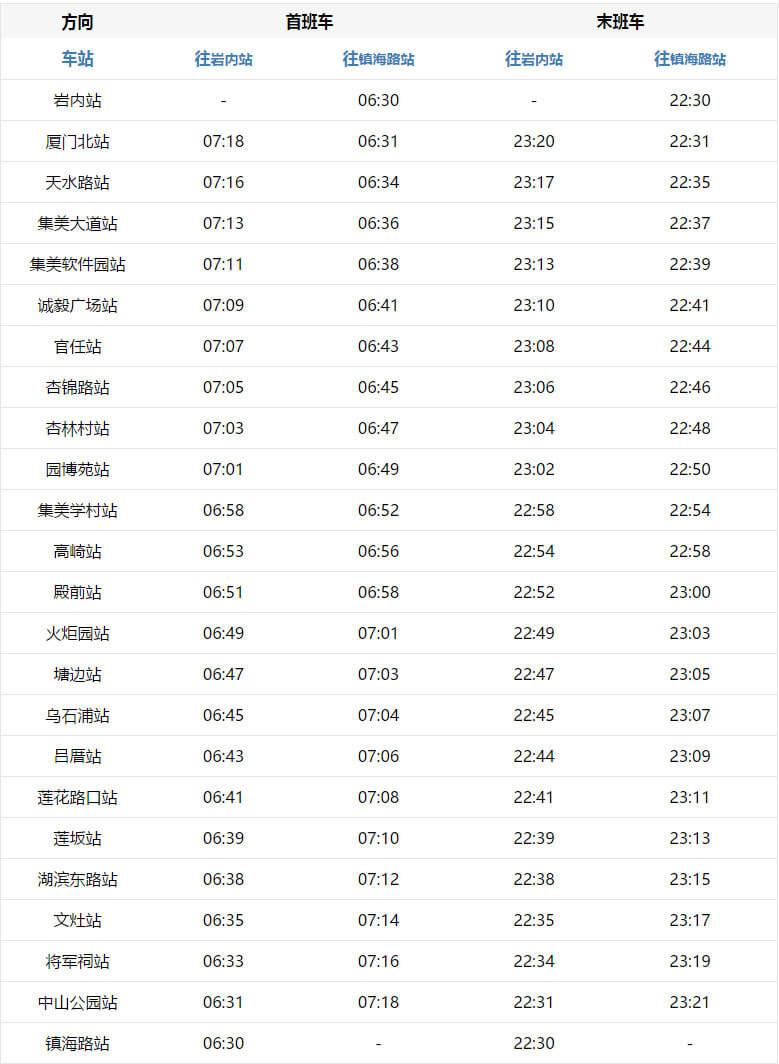 方向 首班车 末班车
车站 往岩内站 往镇海路站 往岩内站 往镇海路站
岩内站 - 06:30 - 22:30
厦门北站 07:18 06:31 23:20 22:31
天水路站 07:16 06:34 23:17 22:35
集美大道站 07:13 06:36 23:15 22:37
集美软件园站 07:11 06:38 23:13 22:39
诚毅广场站 07:09 06:41 23:10 22:41
官任站 07:07 06:43 23:08 22:44
杏锦路站 07:05 06:45 23:06 22:46
杏林村站 07:03 06:47 23:04 22:48
园博苑站 07:01 06:49 23:02 22:50
集美学村站 06:58 06:52 22:58 22:54
高崎站 06:53 06:56 22:54 22:58
殿前站 06:51 06:58 22:52 23:00
火炬园站 06:49 07:01 22:49 23:03
塘边站 06:47 07:03 22:47 23:05
乌石浦站 06:45 07:04 22:45 23:07
吕厝站 06:43 07:06 22:44 23:09
莲花路口站 06:41 07:08 22:41 23:11
莲坂站 06:39 07:10 22:39 23:13
湖滨东路站 06:38 07:12 22:38 23:15
文灶站 06:35 07:14 22:35 23:17
将军祠站 06:33 07:16 22:34 23:19
中山公园站 06:31 07:18 22:31 23:21
镇海路站 06:30 - 22:30 -